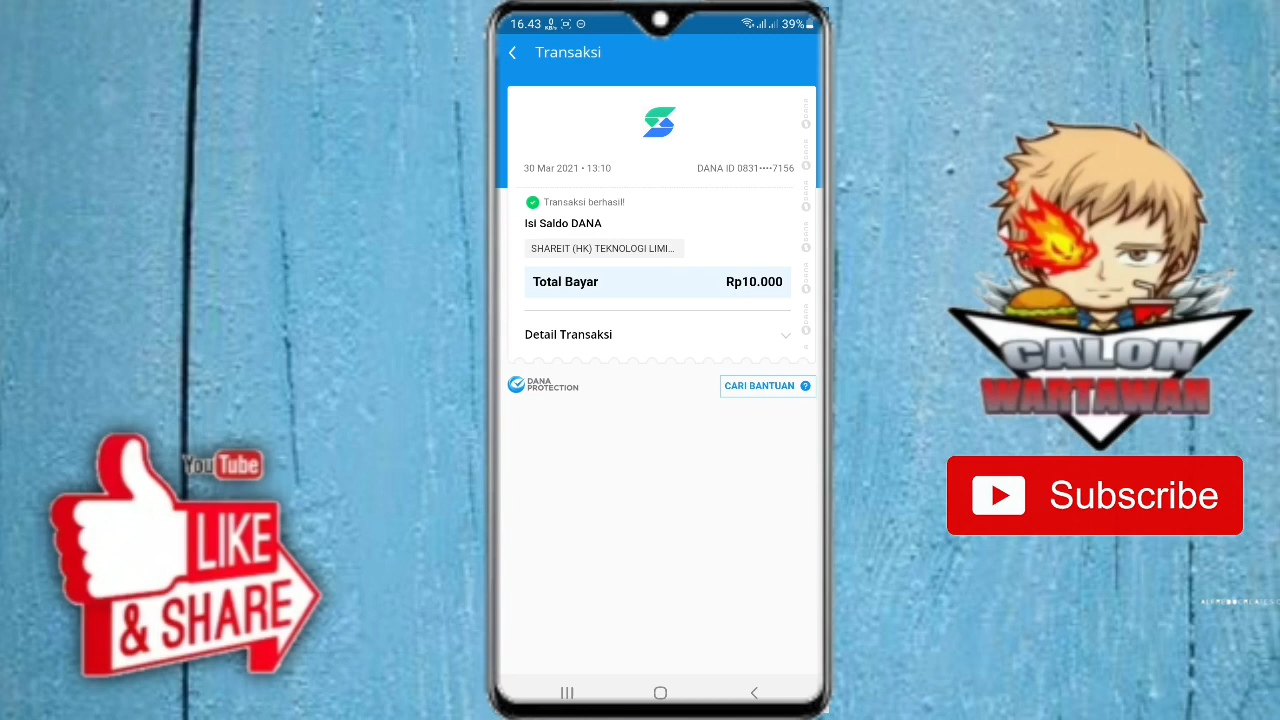 16.43
39%
Transaksi
30 Mar 2021 • 13:10
DANA ID 0831••••7156
Transaksi berhasil!
Isi Saldo DANA
SHAREIT (HK) TEKNOLOGI LIMI...
Total Bayar
Rp10.000
Detail Transaksi
DANA
PROTECTION
CARI BANTUAN ?
YouTube
LIKE
& SHARE
CALON
WARTAWAN
Subscribe